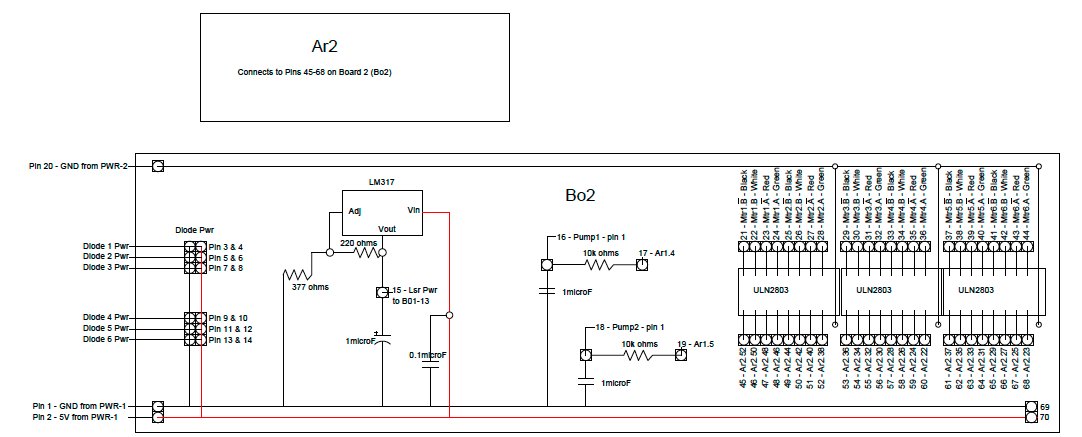 Ar2
Connects to Pins 45-68 on Board 2 (Bo2)
Pin 20 - GND from PWR-2
Bo2
LM317
Adj
Vin
Vout
220 ohms
377 ohms
15 - Lsr Pwr
to B01-13
1microF
0.1microF
Diode Pwr
Diode 1 Pwr
Pin 3 & 4
Diode 2 Pwr
Pin 5 & 6
Diode 3 Pwr
Pin 7 & 8
Diode 4 Pwr
Pin 9 & 10
Diode 5 Pwr
Pin 11 & 12
Diode 6 Pwr
Pin 13 & 14
16 - Pump1 - pin 1
10k ohms
17 - Ar1.4
1microF
18 - Pump2 - pin 1
10k ohms
19 - Ar1.5
1microF
21 - Mtr1.B̅ - Black
22 - Mtr1.B - White
23 - Mtr1.A̅ - Red
24 - Mtr1.A - Green
25 - Mtr2.B̅ - Black
26 - Mtr2.B - White
27 - Mtr2.A̅ - Red
28 - Mtr2.A - Green
29 - Mtr3.B̅ - Black
30 - Mtr3.B - White
31 - Mtr3.A̅ - Red
32 - Mtr3.A - Green
33 - Mtr4.B̅ - Black
34 - Mtr4.B - White
35 - Mtr4.A̅ - Red
36 - Mtr4.A - Green
37 - Mtr5.B̅ - Black
38 - Mtr5.B - White
39 - Mtr5.A̅ - Red
40 - Mtr5.A - Green
41 - Mtr6.B̅ - Black
42 - Mtr6.B - White
43 - Mtr6.A̅ - Red
44 - Mtr6.A - Green
ULN2803
ULN2803
ULN2803
45 - Ar2.52
46 - Ar2.50
47 - Ar2.48
48 - Ar2.46
49 - Ar2.44
50 - Ar2.42
51 - Ar2.40
52 - Ar2.38
53 - Ar2.36
54 - Ar2.34
55 - Ar2.32
56 - Ar2.30
57 - Ar2.28
58 - Ar2.26
59 - Ar2.24
60 - Ar2.22
61 - Ar2.37
62 - Ar2.35
63 - Ar2.33
64 - Ar2.31
65 - Ar2.29
66 - Ar2.27
67 - Ar2.25
68 - Ar2.23
Pin 1 - GND from PWR-1
69
Pin 2 - 5V from PWR-1
70